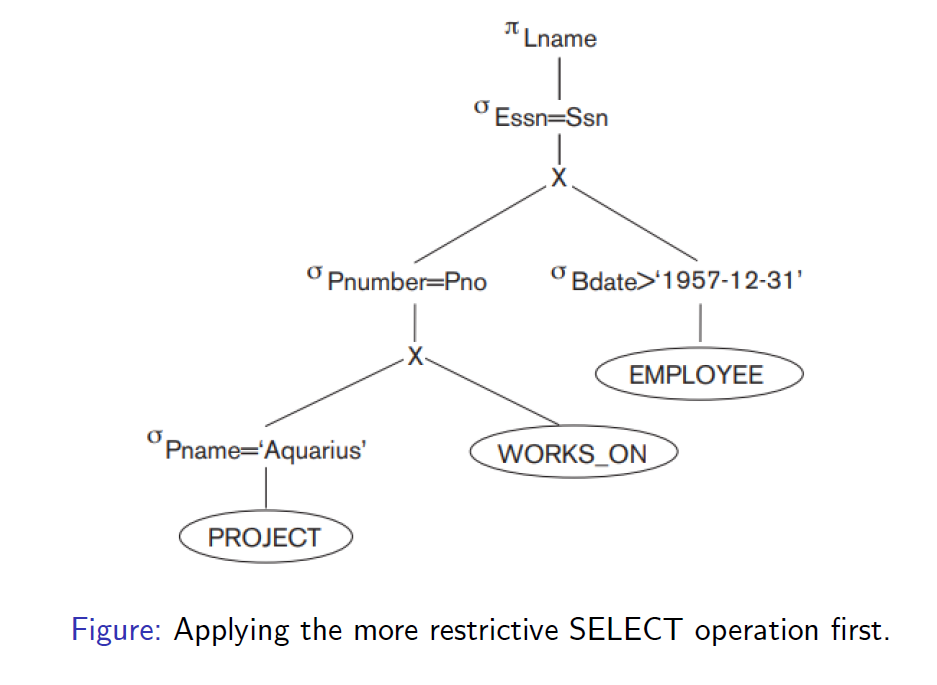 π Lname
σ Essn=Ssn
X
σ Pnumber=Pno
σ Bdate>‘1957-12-31’
X
EMPLOYEE
σ Pname=‘Aquarius’
WORKS_ON
PROJECT
Figure: Applying the more restrictive SELECT operation first.